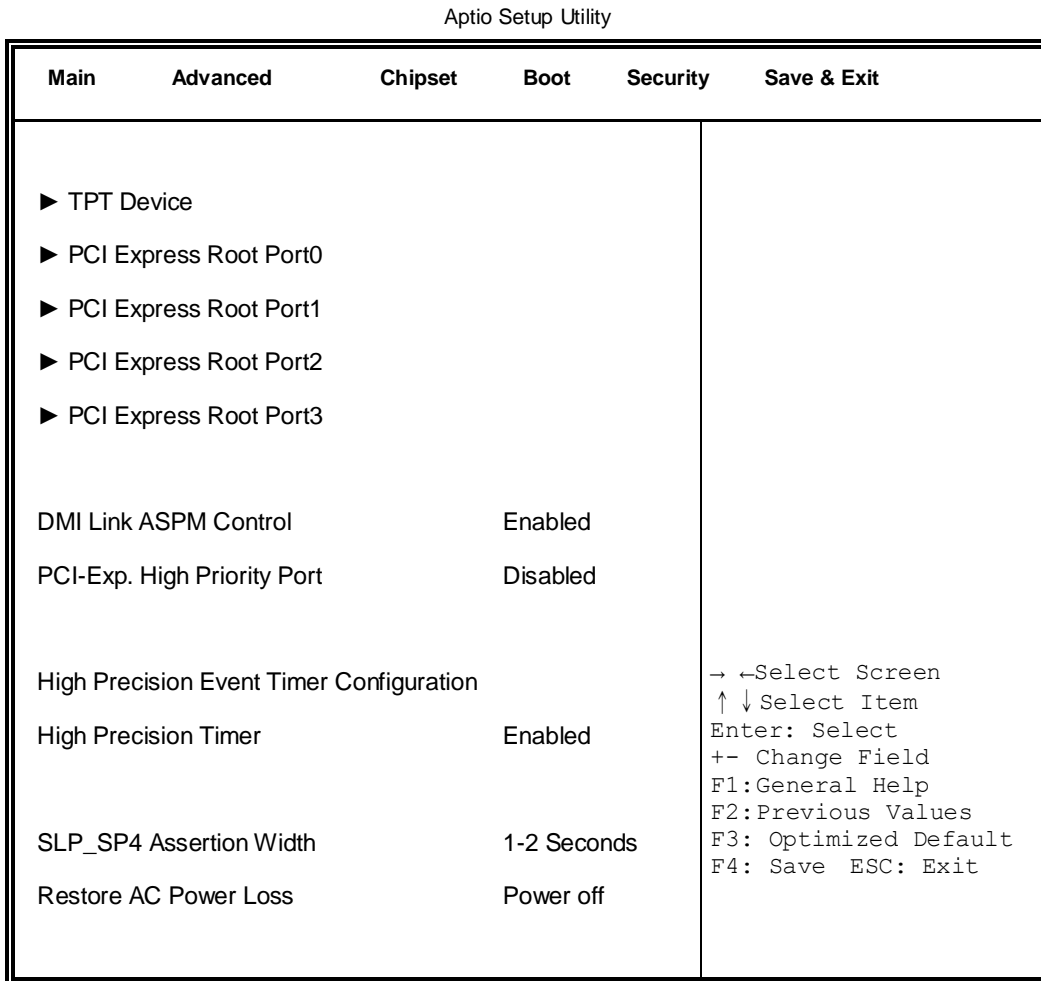 Aptio Setup Utility
Main Advanced Chipset Boot Security Save & Exit
► TPT Device
► PCI Express Root Port0
► PCI Express Root Port1
► PCI Express Root Port2
► PCI Express Root Port3
DMI Link ASPM Control Enabled
PCI-Exp. High Priority Port Disabled
High Precision Event Timer Configuration
High Precision Timer Enabled
SLP_SP4 Assertion Width 1-2 Seconds
Restore AC Power Loss Power off
→ ←Select Screen
↑↓Select Item
Enter: Select
+- Change Field
F1:General Help
F2:Previous Values
F3: Optimized Default
F4: Save ESC: Exit